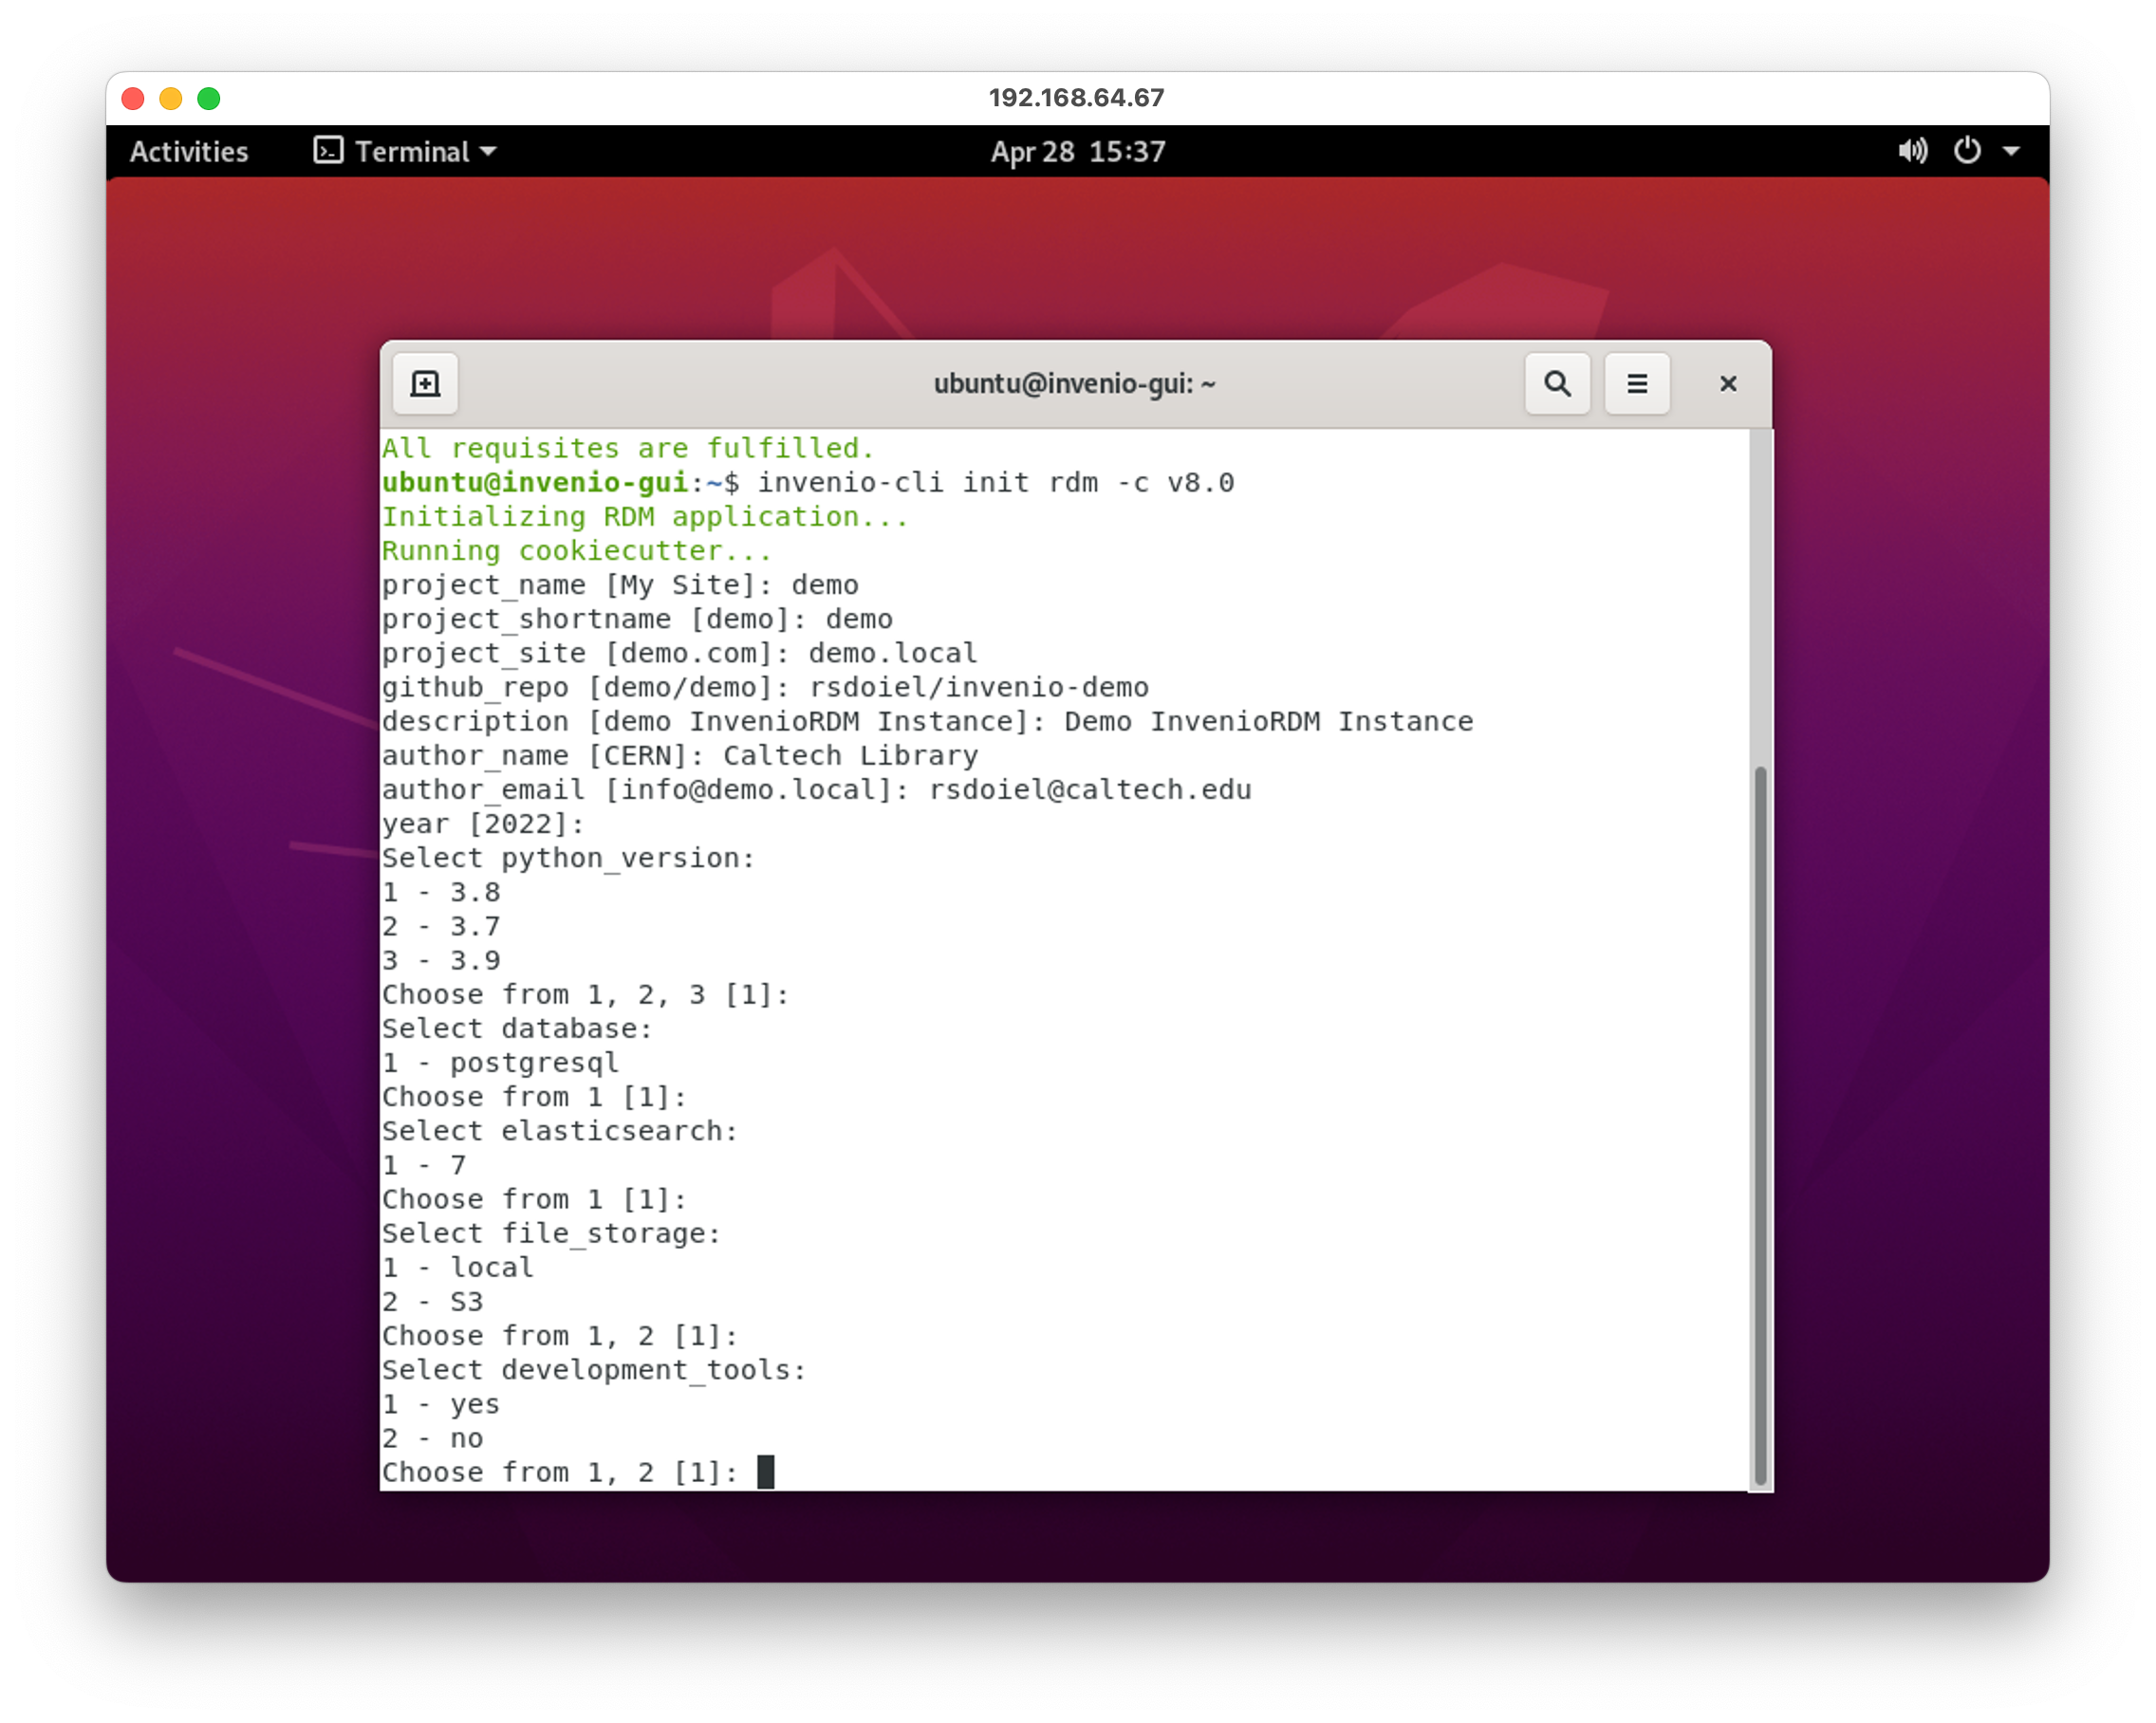 192.168.64.67
Activities Terminal Apr 28 15:37
ubuntu@invenio-gui: ~
All requisites are fulfilled.
ubuntu@invenio-gui:~$ invenio-cli init rdm -c v8.0
Initializing RDM application...
Running cookiecutter...
project_name [My Site]: demo
project_shortname [demo]: demo
project_site [demo.com]: demo.local
github_repo [demo/demo]: rsdoiel/invenio-demo
description [demo InvenioRDM Instance]: Demo InvenioRDM Instance
author_name [CERN]: Caltech Library
author_email [info@demo.local]: rsdoiel@caltech.edu
year [2022]:
Select python_version:
1 - 3.8
2 - 3.7
3 - 3.9
Choose from 1, 2, 3 [1]:
Select database:
1 - postgresql
Choose from 1 [1]:
Select elasticsearch:
1 - 7
Choose from 1 [1]:
Select file_storage:
1 - local
2 - S3
Choose from 1, 2 [1]:
Select development_tools:
1 - yes
2 - no
Choose from 1, 2 [1]: